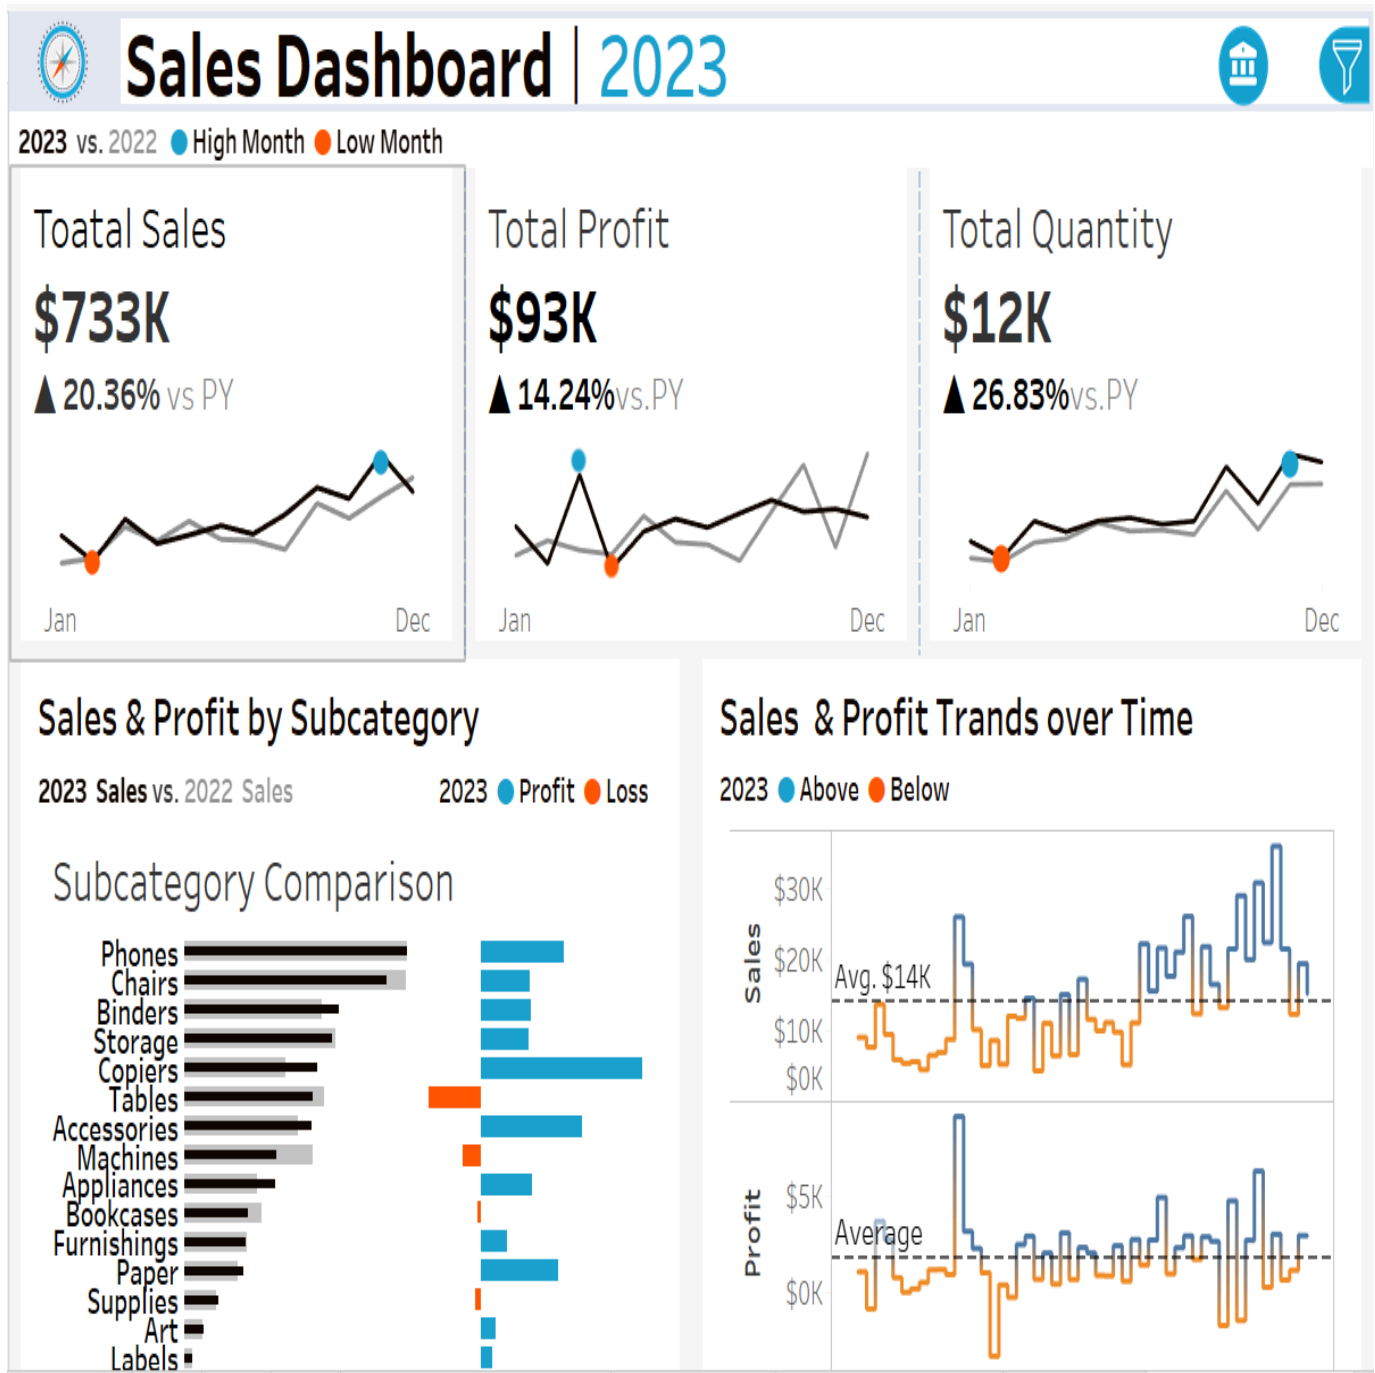 Sales Dashboard | 2023
2023 vs. 2022 High Month Low Month
Toatal Sales
$733K
▲ 20.36% vs PY
Jan Dec
Total Profit
$93K
▲ 14.24%vs.PY
Jan Dec
Total Quantity
$12K
▲ 26.83%vs.PY
Jan Dec
Sales & Profit by Subcategory
2023 Sales vs. 2022 Sales 2023 Profit Loss
Subcategory Comparison
Phones
Chairs
Binders
Storage
Copiers
Tables
Accessories
Machines
Appliances
Bookcases
Furnishings
Paper
Supplies
Art
Labels
Sales & Profit Trands over Time
2023 Above Below
Sales
$30K
$20K
Avg. $14K
$10K
$0K
Profit
$5K
Average
$0K